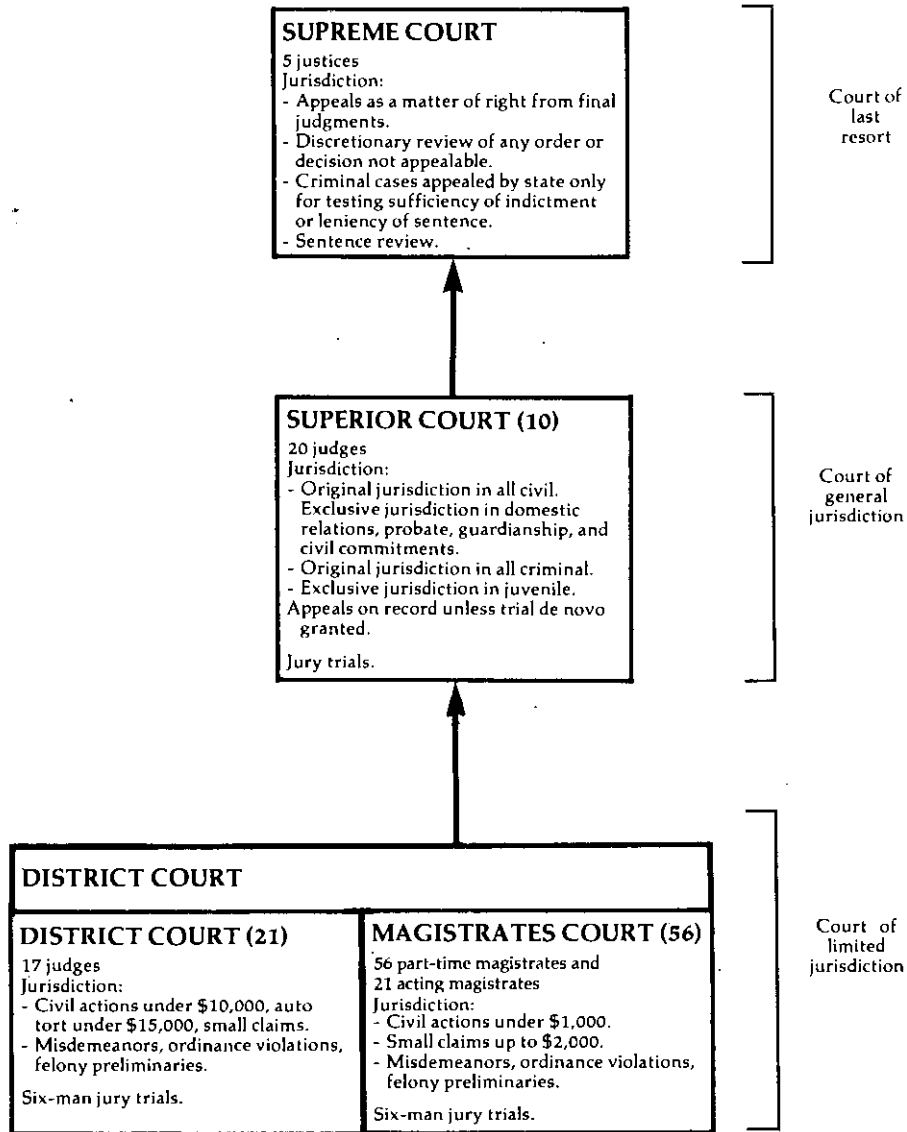 SUPREME COURT
5 justices
Jurisdiction:
- Appeals as a matter of right from final
judgments.
- Discretionary review of any order or
decision not appealable.
- Criminal cases appealed by state only
for testing sufficiency of indictment
or leniency of sentence.
- Sentence review.
Court of
last
resort
SUPERIOR COURT (10)
20 judges
Jurisdiction:
- Original jurisdiction in all civil.
Exclusive jurisdiction in domestic
relations, probate, guardianship, and
civil commitments.
- Original jurisdiction in all criminal.
- Exclusive jurisdiction in juvenile.
Appeals on record unless trial de novo
granted.
Jury trials.
Court of
general
jurisdiction
DISTRICT COURT
DISTRICT COURT (21)
17 judges
Jurisdiction:
- Civil actions under $10,000, auto
tort under $15,000, small claims.
- Misdemeanors, ordinance violations,
felony preliminaries.
Six-man jury trials.
MAGISTRATES COURT (56)
56 part-time magistrates and
21 acting magistrates
Jurisdiction:
- Civil actions under $1,000.
- Small claims up to $2,000.
- Misdemeanors, ordinance violations,
felony preliminaries.
Six-man jury trials.
Court of
limited
jurisdiction